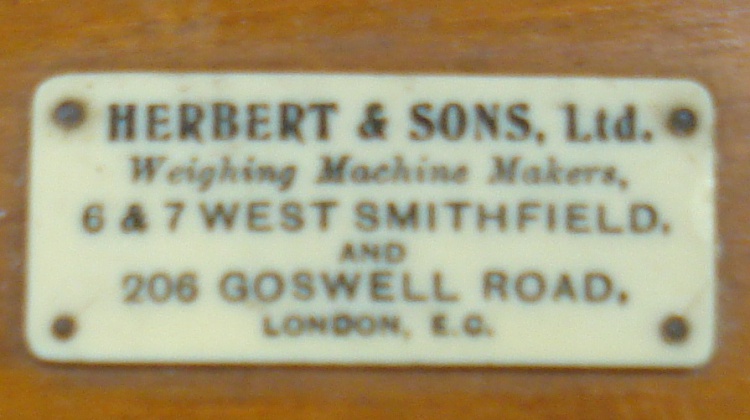 HERBERT & SONS, Ltd.
Weighing Machine Makers,
6 & 7 WEST SMITHFIELD.
AND
206 GOSWELL ROAD.
LONDON, E.C.